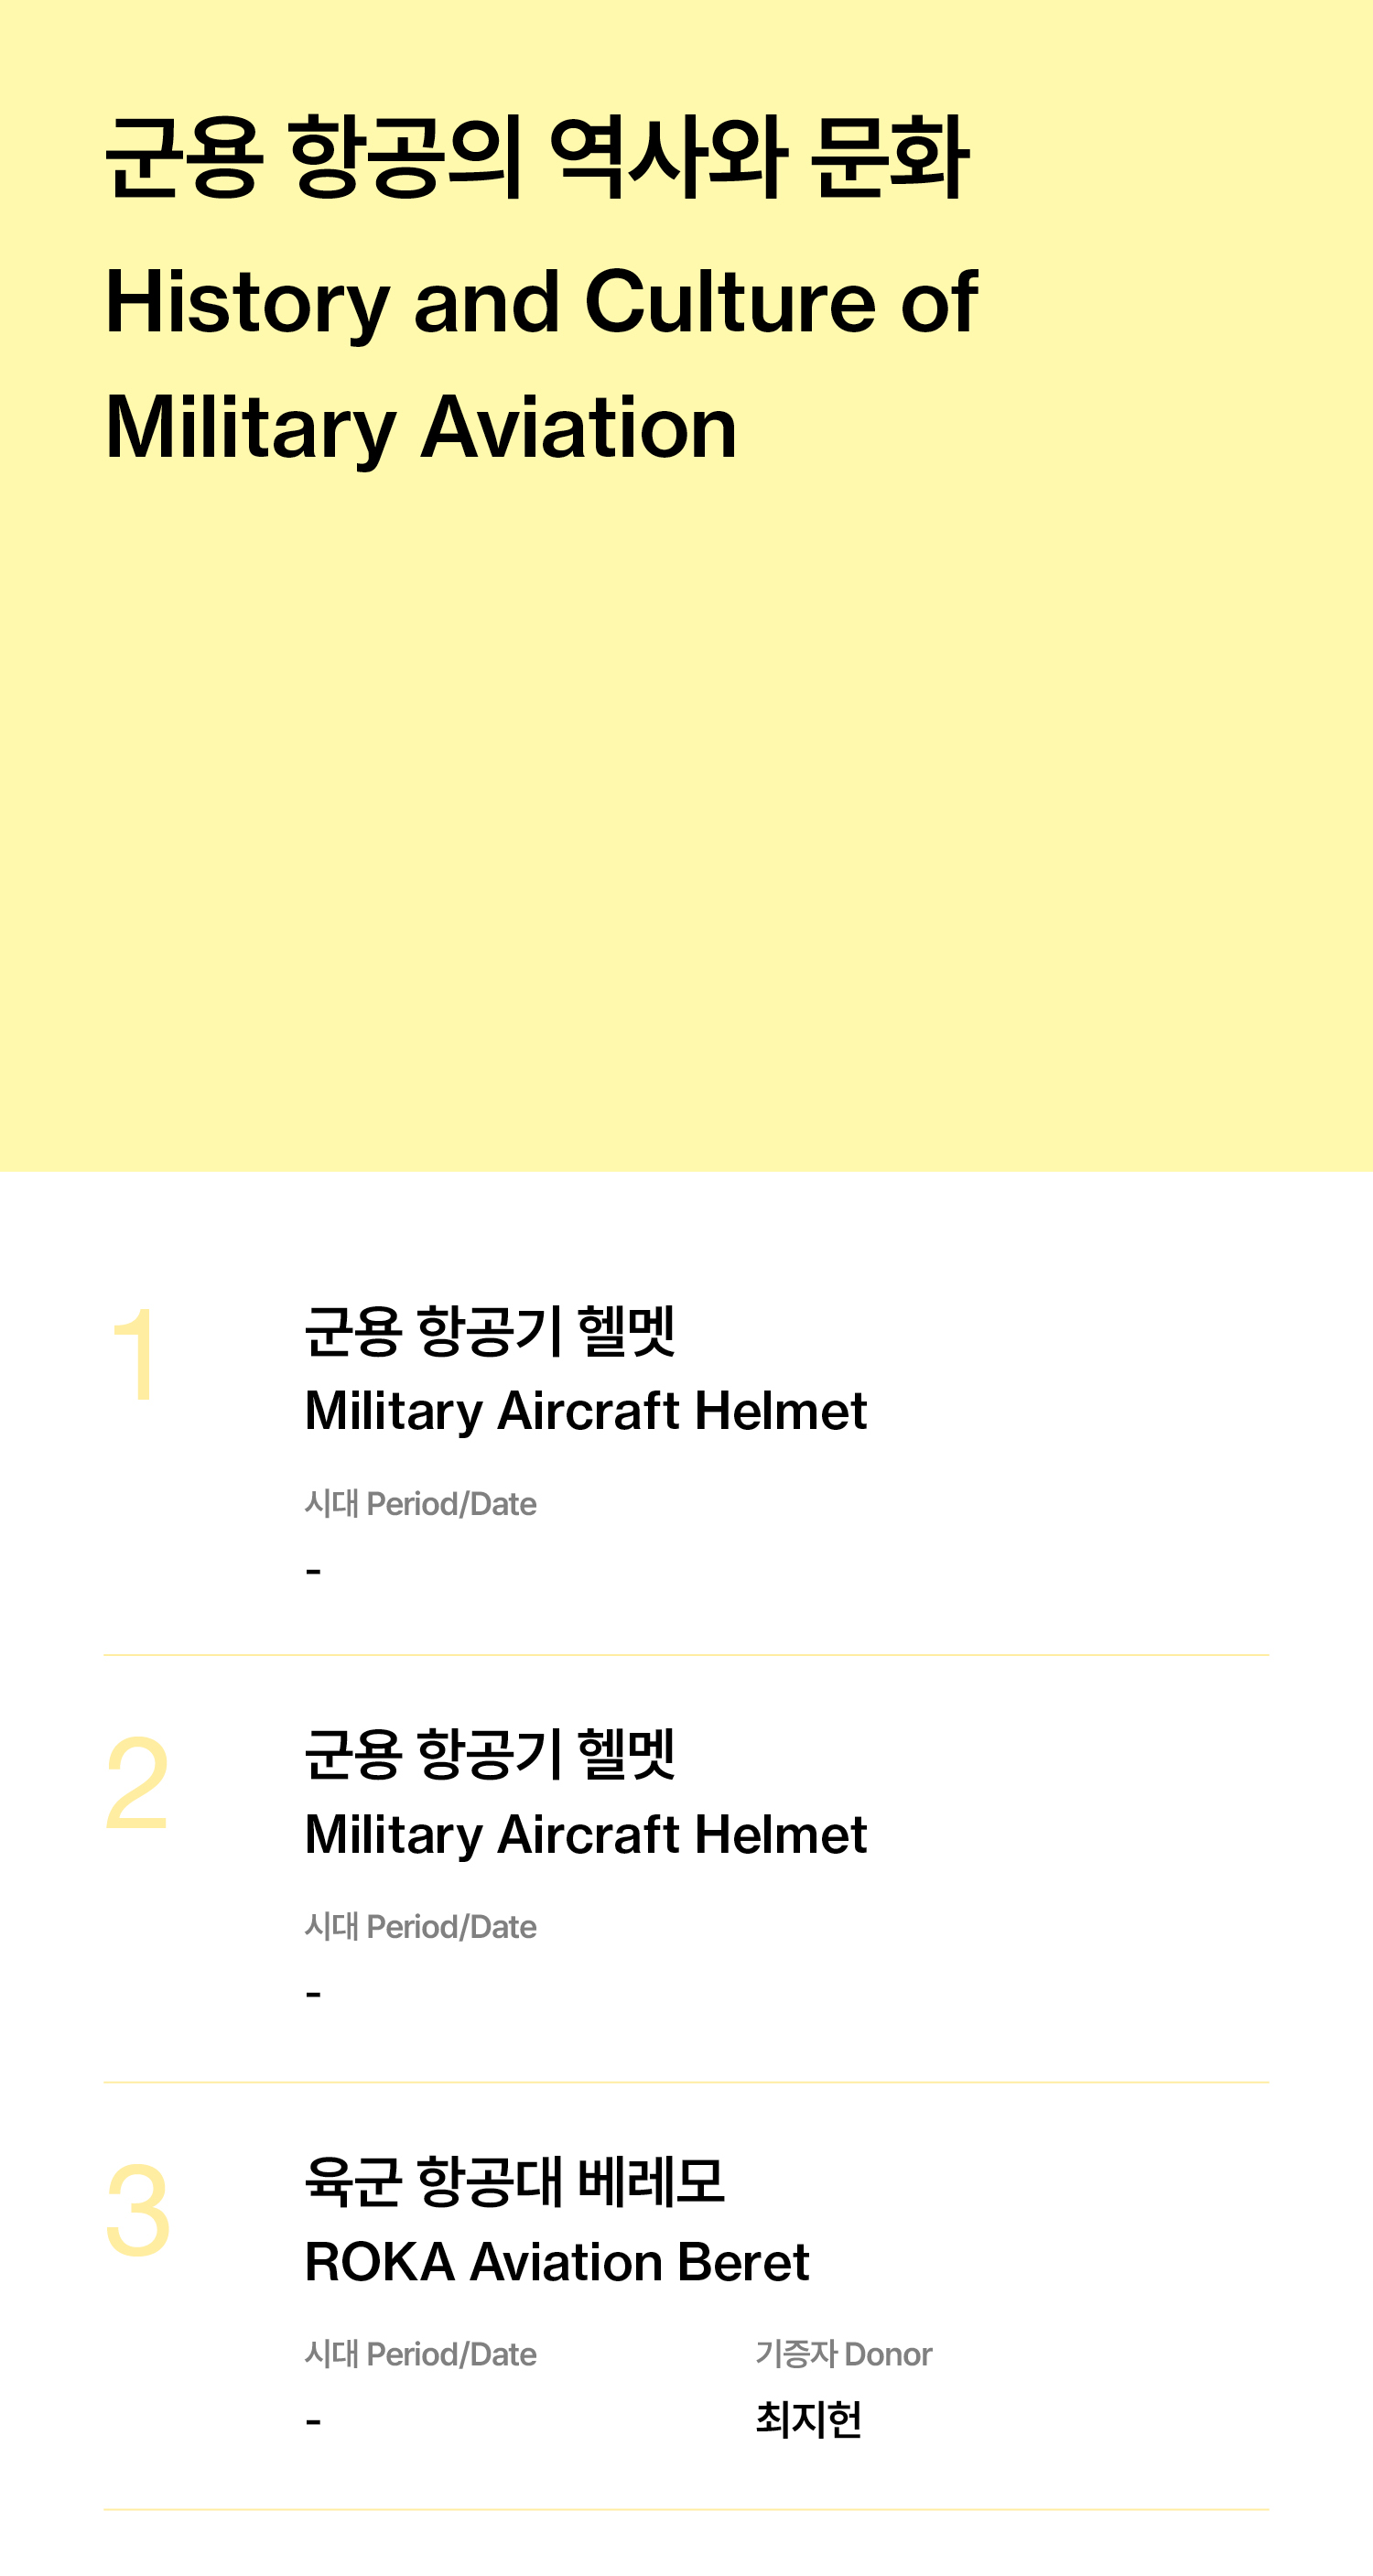 군용 항공의 역사와 문화
History and Culture of
Military Aviation
1
군용 항공기 헬멧
Military Aircraft Helmet
시대 Period/Date
-
2
군용 항공기 헬멧
Military Aircraft Helmet
시대 Period/Date
-
3
육군 항공대 베레모
ROKA Aviation Beret
시대 Period/Date
-
기증자 Donor
최지헌